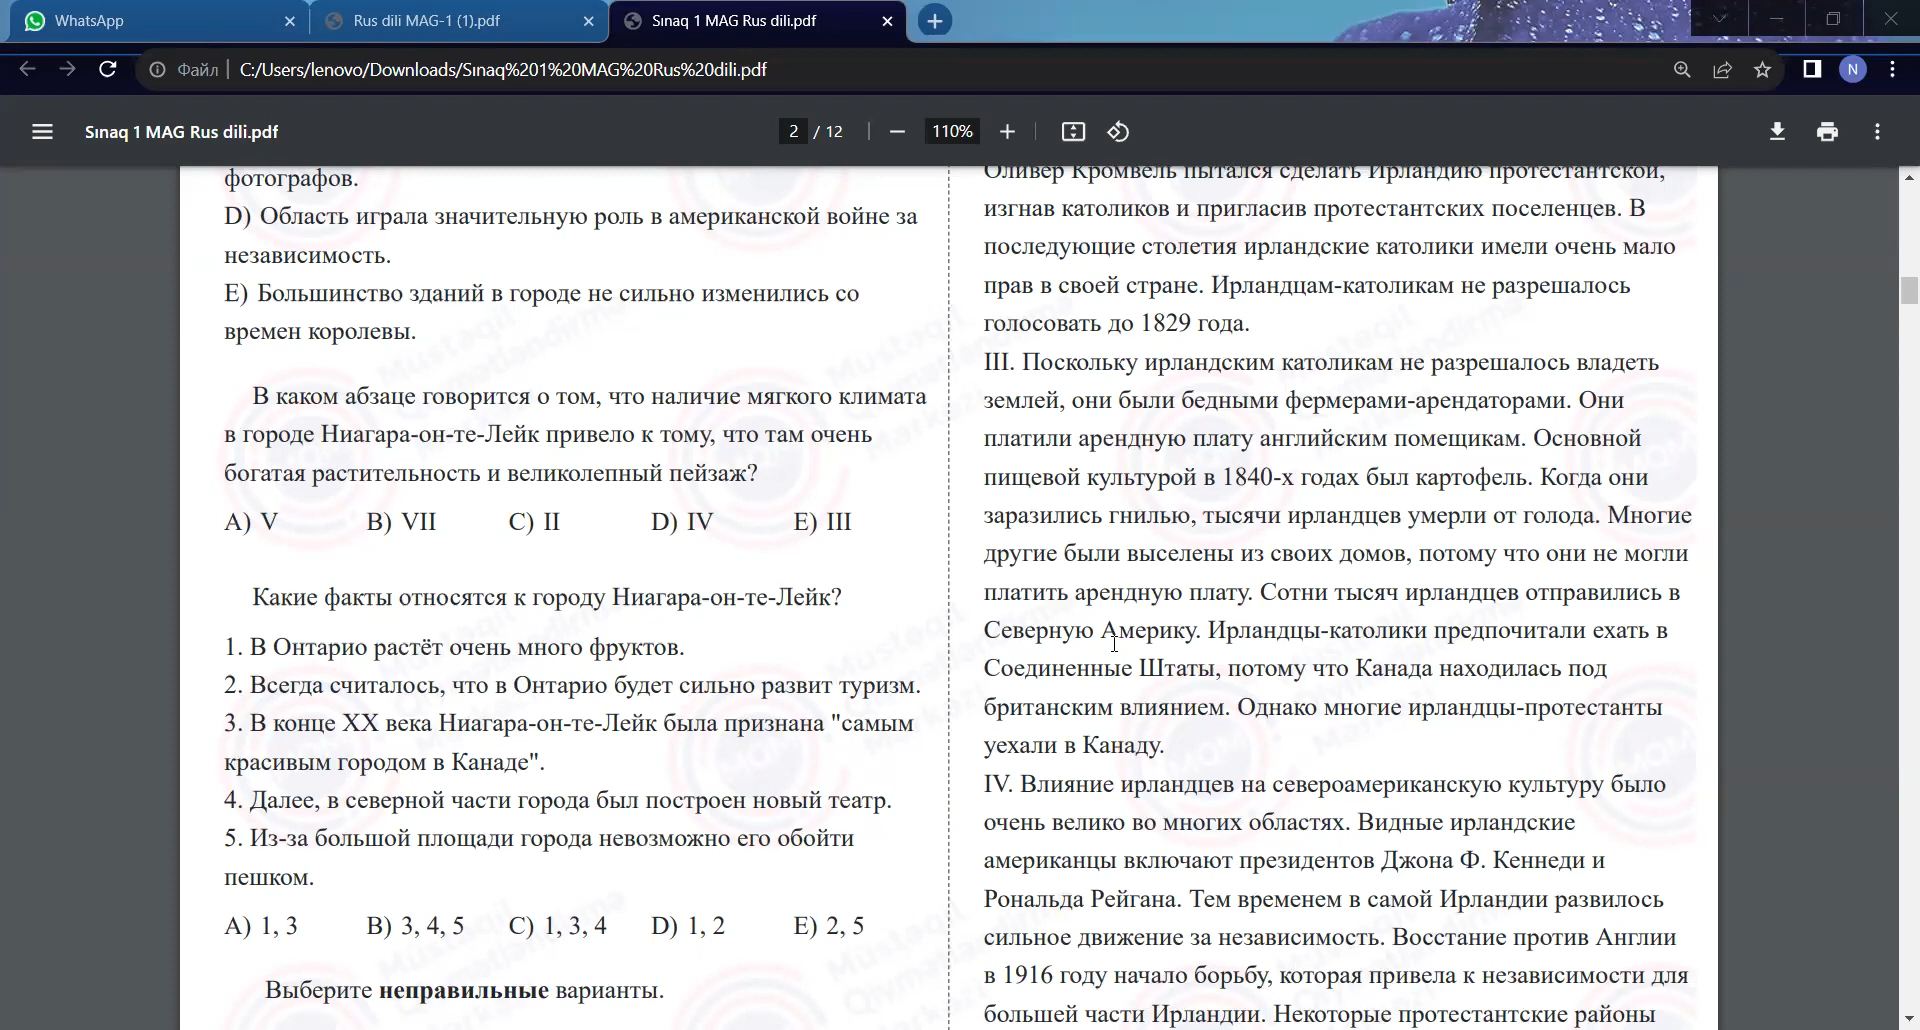 WhatsApp
Rus dili MAG-1 (1).pdf
Sınaq 1 MAG Rus dili.pdf
Файл
C:/Users/lenovo/Downloads/Sınaq%201%20MAG%20Rus%20dili.pdf
N
Sınaq 1 MAG Rus dili.pdf
2 / 12
110%
фотографов.
D) Область играла значительную роль в американской войне за
независимость.
E) Большинство зданий в городе не сильно изменились со
времен королевы.
В каком абзаце говорится о том, что наличие мягкого климата
в городе Ниагара-он-те-Лейк привело к тому, что там очень
богатая растительность и великолепный пейзаж?
A) V B) VII C) II D) IV E) III
Какие факты относятся к городу Ниагара-он-те-Лейк?
1. В Онтарио растёт очень много фруктов.
2. Всегда считалось, что в Онтарио будет сильно развит туризм.
3. В конце XX века Ниагара-он-те-Лейк была признана "самым
красивым городом в Канаде".
4. Далее, в северной части города был построен новый театр.
5. Из-за большой площади города невозможно его обойти
пешком.
A) 1, 3 B) 3, 4, 5 C) 1, 3, 4 D) 1, 2 E) 2, 5
Выберите неправильные варианты.
Оливер Кромвель пытался сделать Ирландию протестантской,
изгнав католиков и пригласив протестантских поселенцев. В
последующие столетия ирландские католики имели очень мало
прав в своей стране. Ирландцам-католикам не разрешалось
голосовать до 1829 года.
III. Поскольку ирландским католикам не разрешалось владеть
землей, они были бедными фермерами-арендаторами. Они
платили арендную плату английским помещикам. Основной
пищевой культурой в 1840-х годах был картофель. Когда они
заразились гнилью, тысячи ирландцев умерли от голода. Многие
другие были выселены из своих домов, потому что они не могли
платить арендную плату. Сотни тысяч ирландцев отправились в
Северную Америку. Ирландцы-католики предпочитали ехать в
Соединенные Штаты, потому что Канада находилась под
британским влиянием. Однако многие ирландцы-протестанты
уехали в Канаду.
IV. Влияние ирландцев на североамериканскую культуру было
очень велико во многих областях. Видные ирландские
американцы включают президентов Джона Ф. Кеннеди и
Рональда Рейгана. Тем временем в самой Ирландии развилось
сильное движение за независимость. Восстание против Англии
в 1916 году начало борьбу, которая привела к независимости для
большей части Ирландии. Некоторые протестантские районы